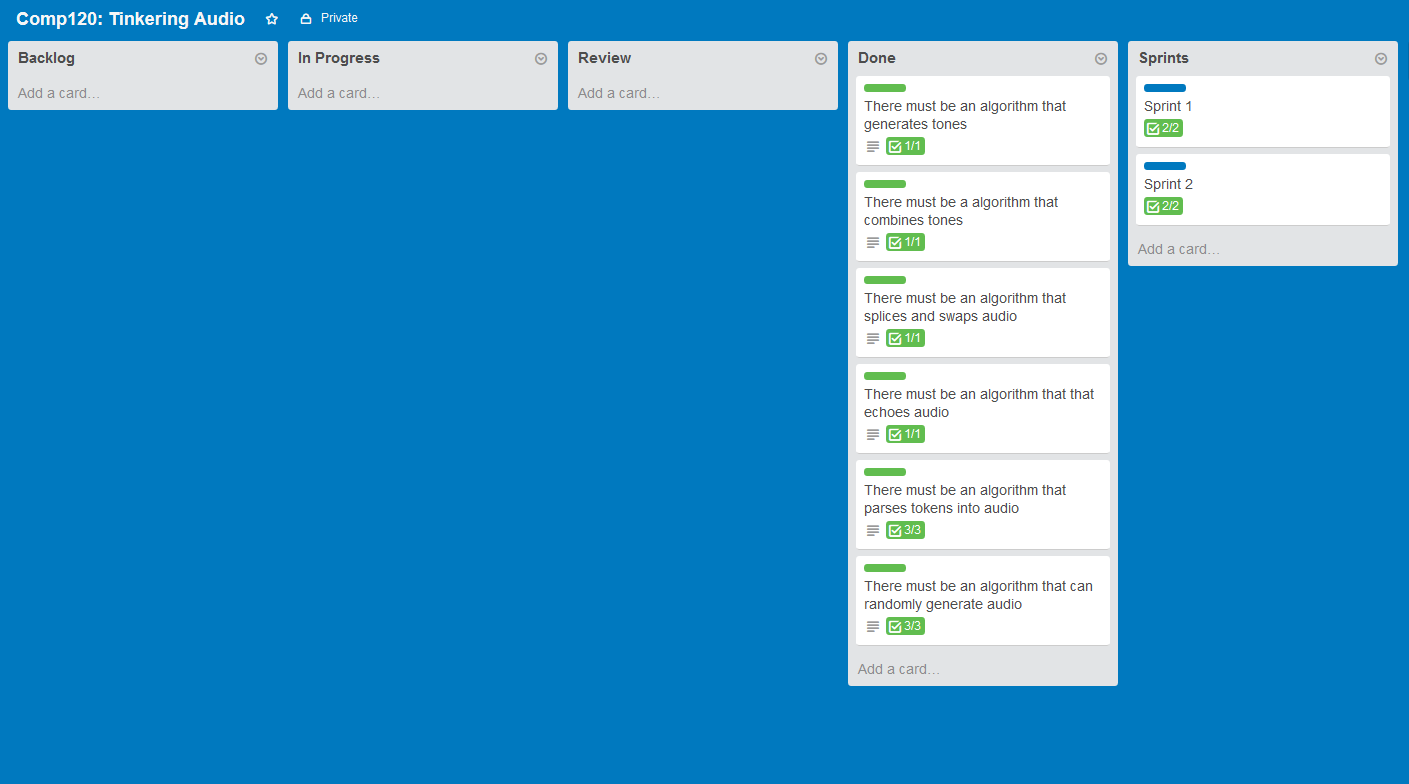 Comp120: Tinkering Audio Private
Backlog
Add a card…
In Progress
Add a card…
Review
Add a card…
Done
There must be an algorithm that
generates tones
1/1
There must be a algorithm that
combines tones
1/1
There must be an algorithm that
splices and swaps audio
1/1
There must be an algorithm that that
echoes audio
1/1
There must be an algorithm that
parses tokens into audio
3/3
There must be an algorithm that can
randomly generate audio
3/3
Add a card…
Sprints
Sprint 1
2/2
Sprint 2
2/2
Add a card…